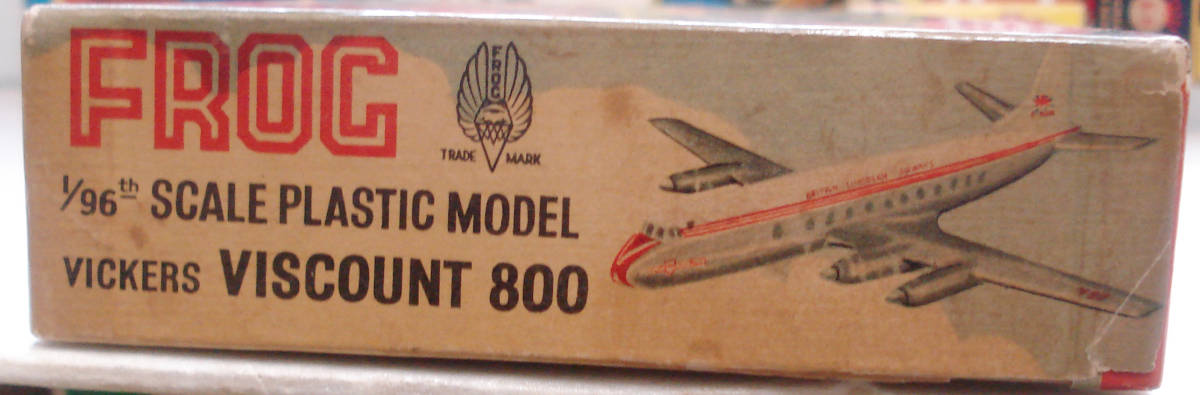 FROG
FROG
TRADE MARK
1/96th SCALE PLASTIC MODEL
VICKERS VISCOUNT 800